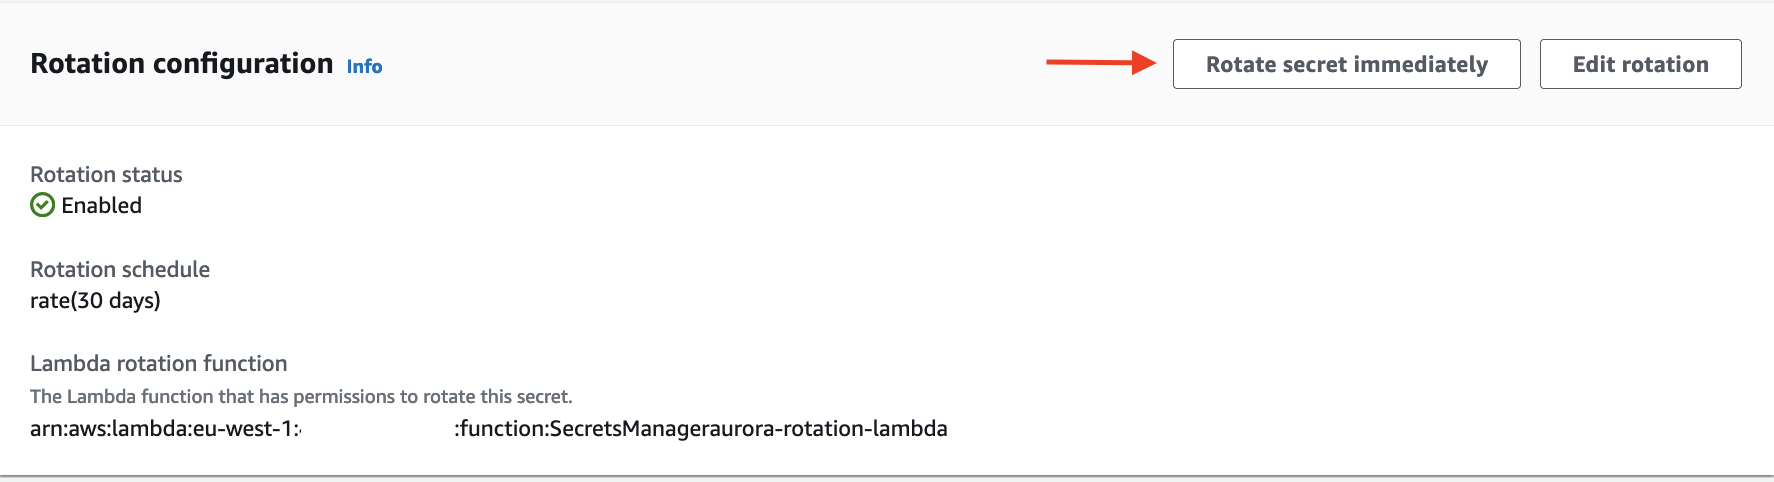 Rotation configuration Info
Rotate secret immediately
Edit rotation
Rotation status
Enabled
Rotation schedule
rate(30 days)
Lambda rotation function
The Lambda function that has permissions to rotate this secret.
arn:aws:lambda:eu-west-1: :function:SecretsManageraurora-rotation-lambda